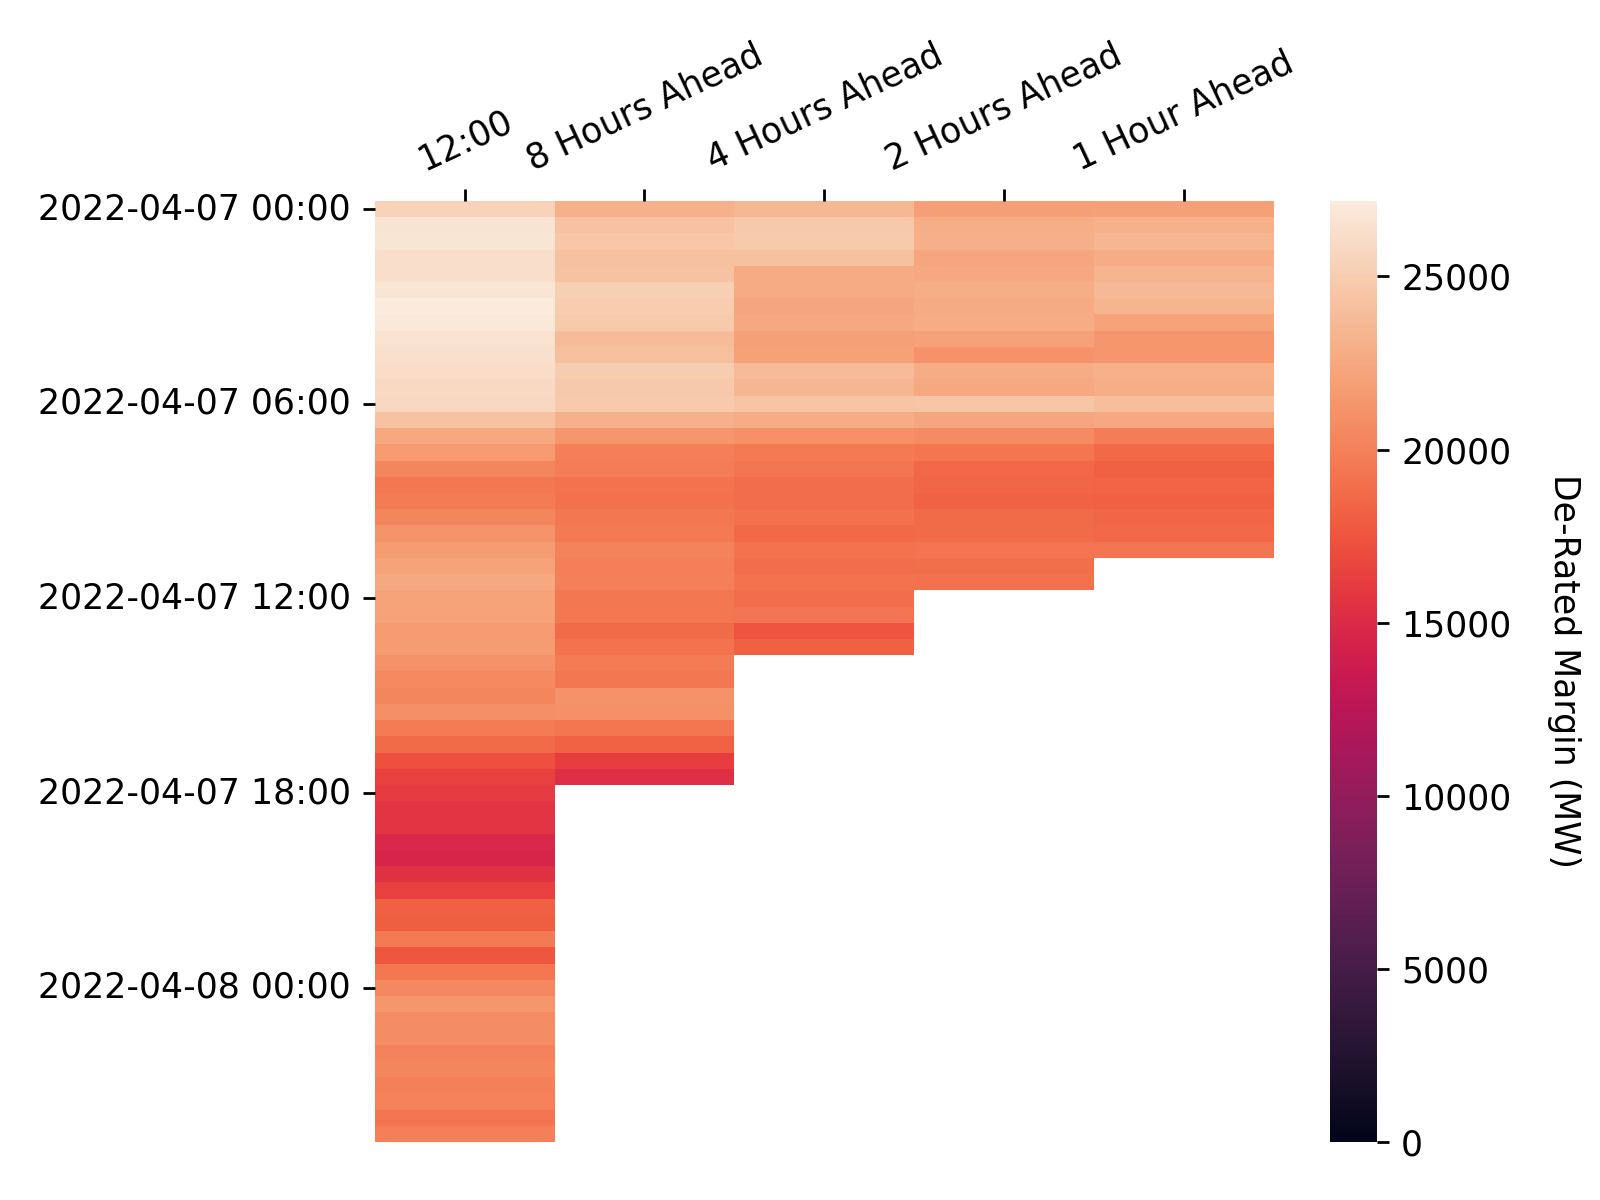 12:00
8 Hours Ahead
4 Hours Ahead
2 Hours Ahead
1 Hour Ahead
2022-04-07 00:00
2022-04-07 06:00
2022-04-07 12:00
2022-04-07 18:00
2022-04-08 00:00
25000
20000
15000
10000
5000
0
De-Rated Margin (MW)